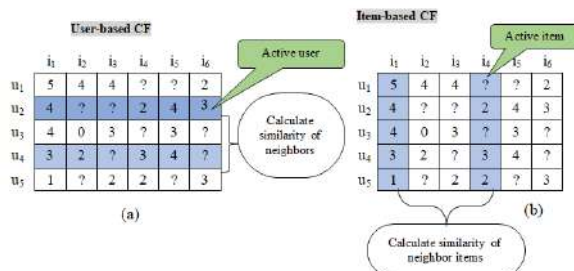 User-based CF
Active user
i1 i2 i3 i4 i5 i6
u1 5 4 4 ? ? 2
u2 4 ? ? 2 4 3
u3 4 0 3 ? 3 ?
u4 3 2 ? 3 4 ?
u5 1 ? 2 2 ? 3
Calculate
similarity of
neighbors
(a)
Item-based CF
Active item
i1 i2 i3 i4 i5 i6
u1 5 4 4 ? ? 2
u2 4 ? ? 2 4 3
u3 4 0 3 ? 3 ?
u4 3 2 ? 3 4 ?
u5 1 ? 2 2 ? 3
(b)
Calculate similarity of
neighbor items